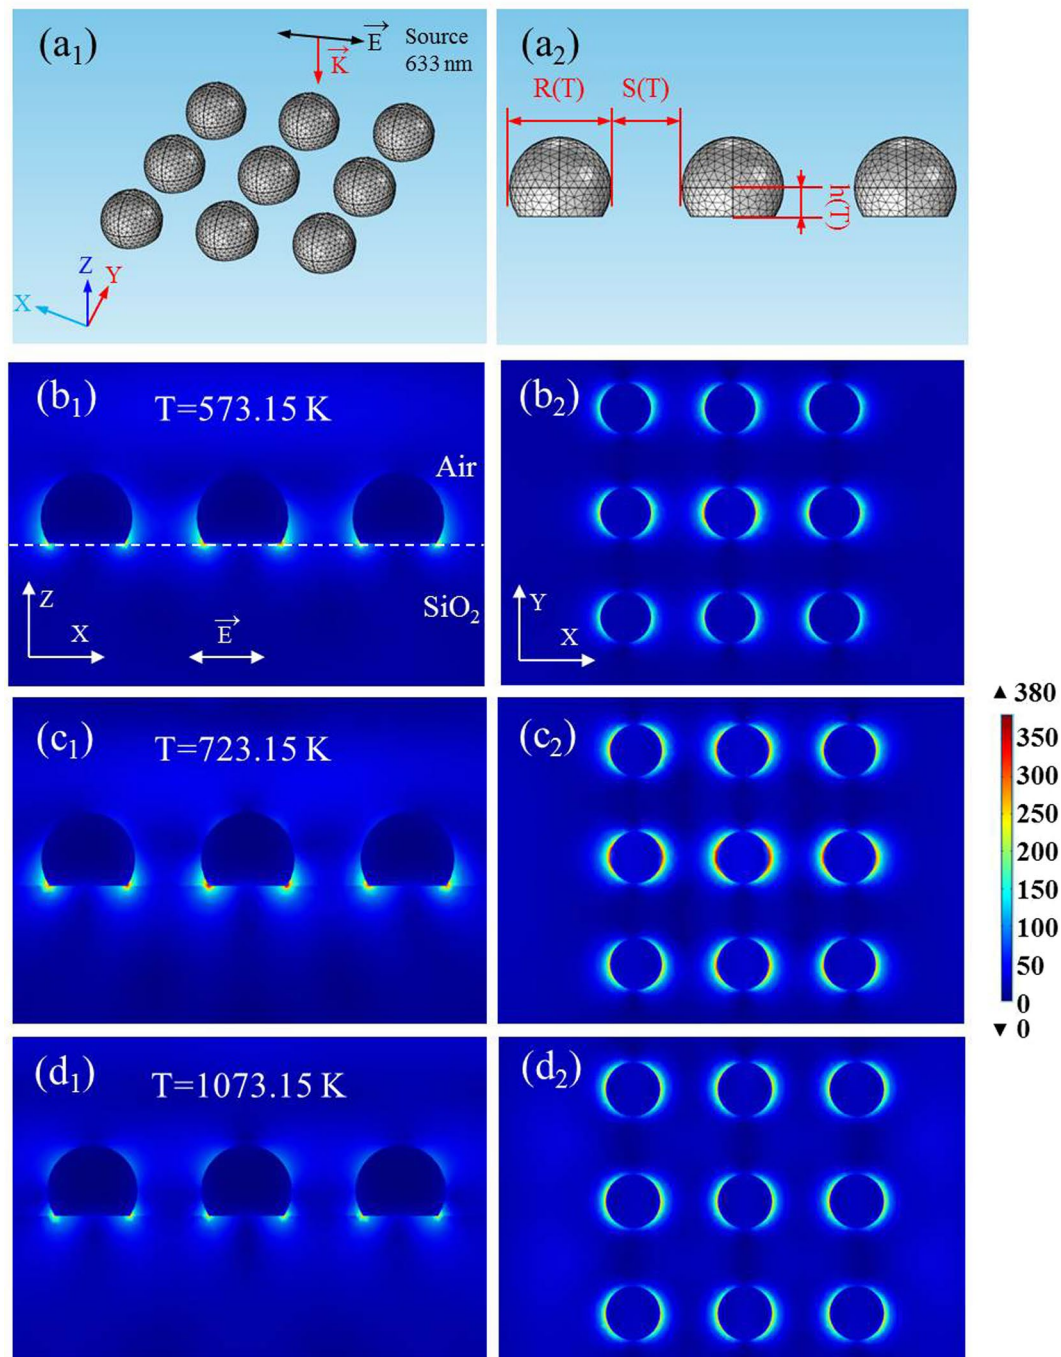 (a₁)
E
Source
633 nm
K
Z
Y
X
(a₂)
R(T)
S(T)
h(T)
(b₁)
T=573.15 K
Air
Z
X
E
SiO₂
(b₂)
Y
X
(c₁)
T=723.15 K
(c₂)
▲ 380
350
300
250
200
150
100
50
0
▼ 0
(d₁)
T=1073.15 K
(d₂)